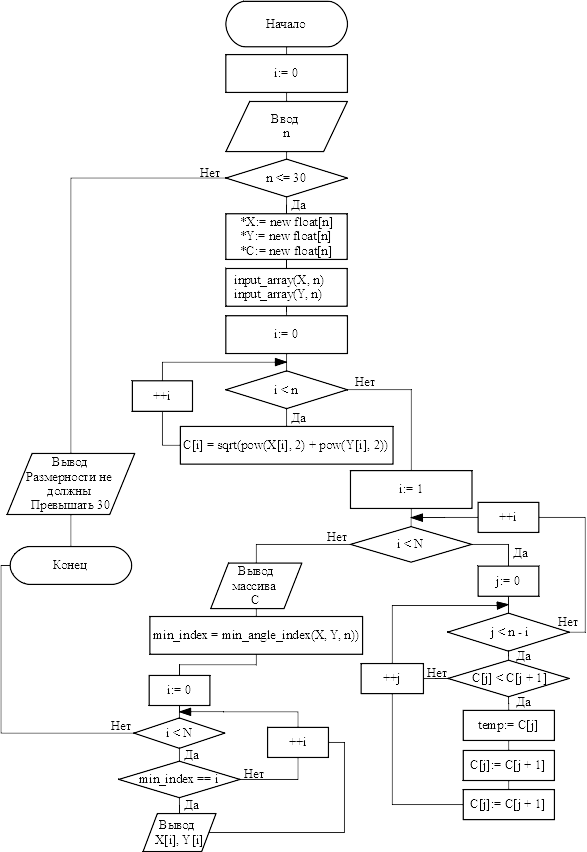 Начало
i:= 0
Ввод
n
n <= 30
Нет
Да
*X:= new float[n]
*Y:= new float[n]
*C:= new float[n]
input_array(X, n)
input_array(Y, n)
i:= 0
i < n
Нет
++i
Да
C[i] = sqrt(pow(X[i], 2) + pow(Y[i], 2))
Вывод
Размерности не
должны
Превышать 30
Конец
i:= 1
++i
i < N
Нет
Да
Вывод
массива
C
j:= 0
j < n - i
Нет
Да
min_index = min_angle_index(X, Y, n))
C[j] < C[j + 1]
Нет
++j
Да
i:= 0
temp:= C[j]
i < N
Нет
++i
Да
C[j]:= C[j + 1]
min_index == i
Нет
Да
C[j]:= C[j + 1]
Вывод
X[i], Y[i]